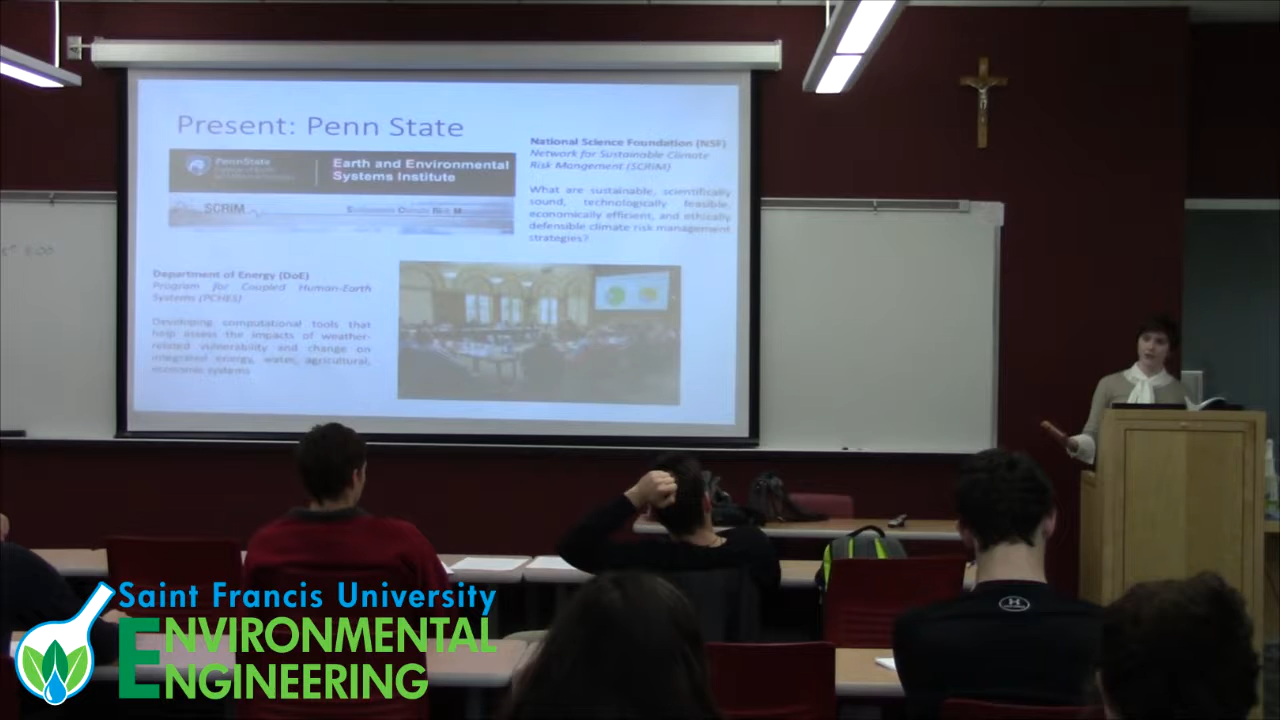 Present: Penn State
PennState
Earth and Environmental
Systems Institute
SCRiM
National Science Foundation (NSF)
Network for Sustainable Climate
Risk Mangement (SCRiM)
What are sustainable, scientifically
sound, technologically feasible,
economically efficient, and ethically
defensible climate risk management
strategies?
Department of Energy (DoE)
Program for Coupled Human-Earth
Systems (PCHES)
Developing computational tools that
help assess the impacts of weather-
related vulnerability and change on
integrated energy, water, agricultural,
economic systems
Saint Francis University
ENVIRONMENTAL
ENGINEERING